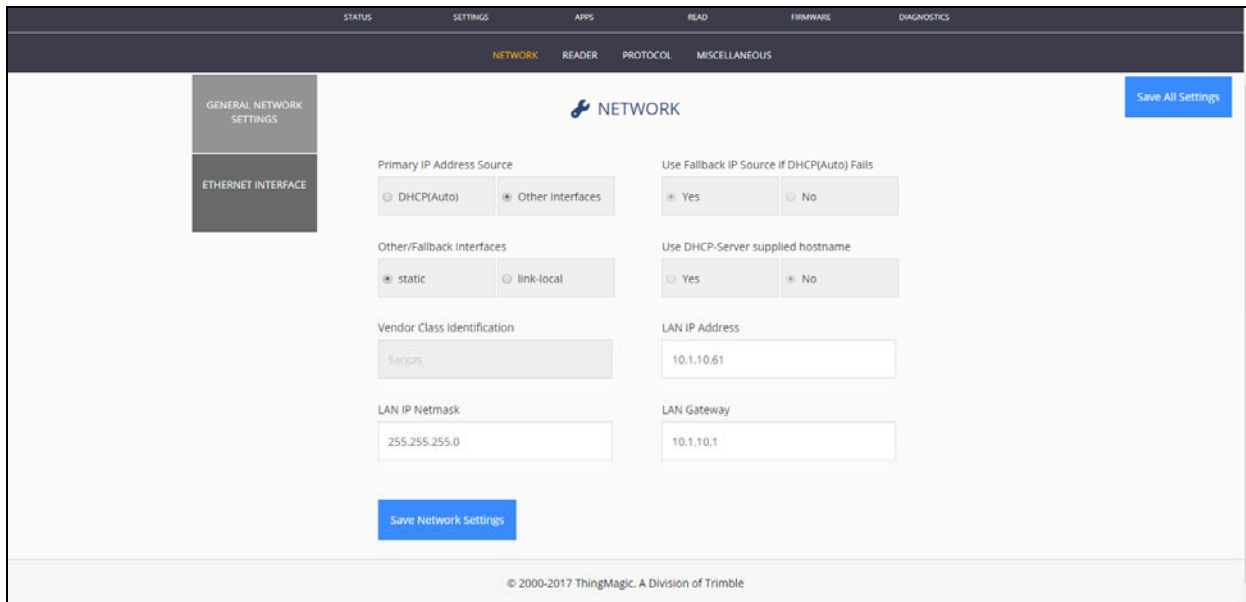 STATUS SETTINGS APPS READ FIRMWARE DIAGNOSTICS
NETWORK READER PROTOCOL MISCELLANEOUS
GENERAL NETWORK
SETTINGS
ETHERNET INTERFACE
NETWORK
Save All Settings
Primary IP Address Source
DHCP(Auto) Other Interfaces
Use Fallback IP Source if DHCP(Auto) Fails
Yes No
Other/Fallback Interfaces
static link-local
Use DHCP-Server supplied hostname
Yes No
Vendor Class Identification
Sargas
LAN IP Address
10.1.10.61
LAN IP Netmask
255.255.255.0
LAN Gateway
10.1.10.1
Save Network Settings
© 2000-2017 ThingMagic. A Division of Trimble